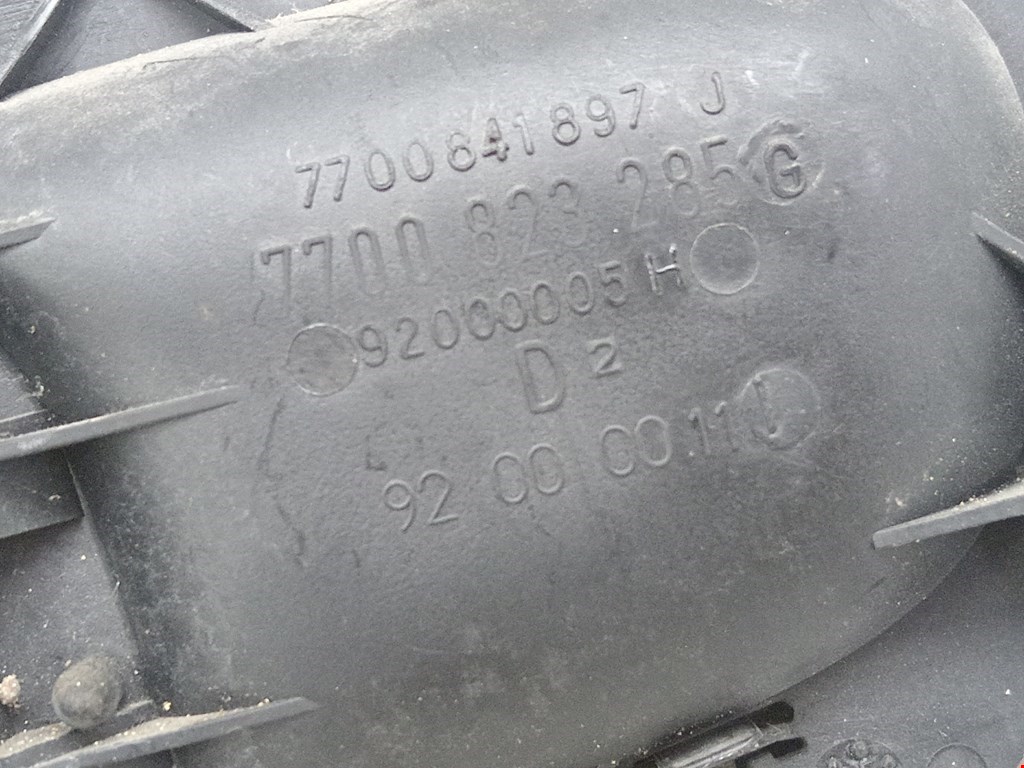 7700841897 J
7700 823 285 G
92000005 H
D 2
92 00 00 11